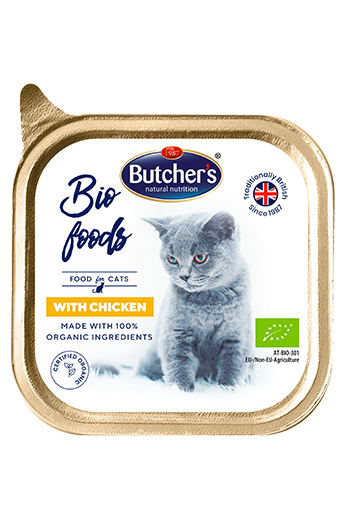 1987
Butcher's®
natural nutrition
Bio
foods
Traditionally British
Since 1987
FOOD for CATS
WITH CHICKEN
MADE WITH 100%
ORGANIC INGREDIENTS
CERTIFIED ORGANIC
AT-BIO-301
EU-/Non-EU-Agriculture